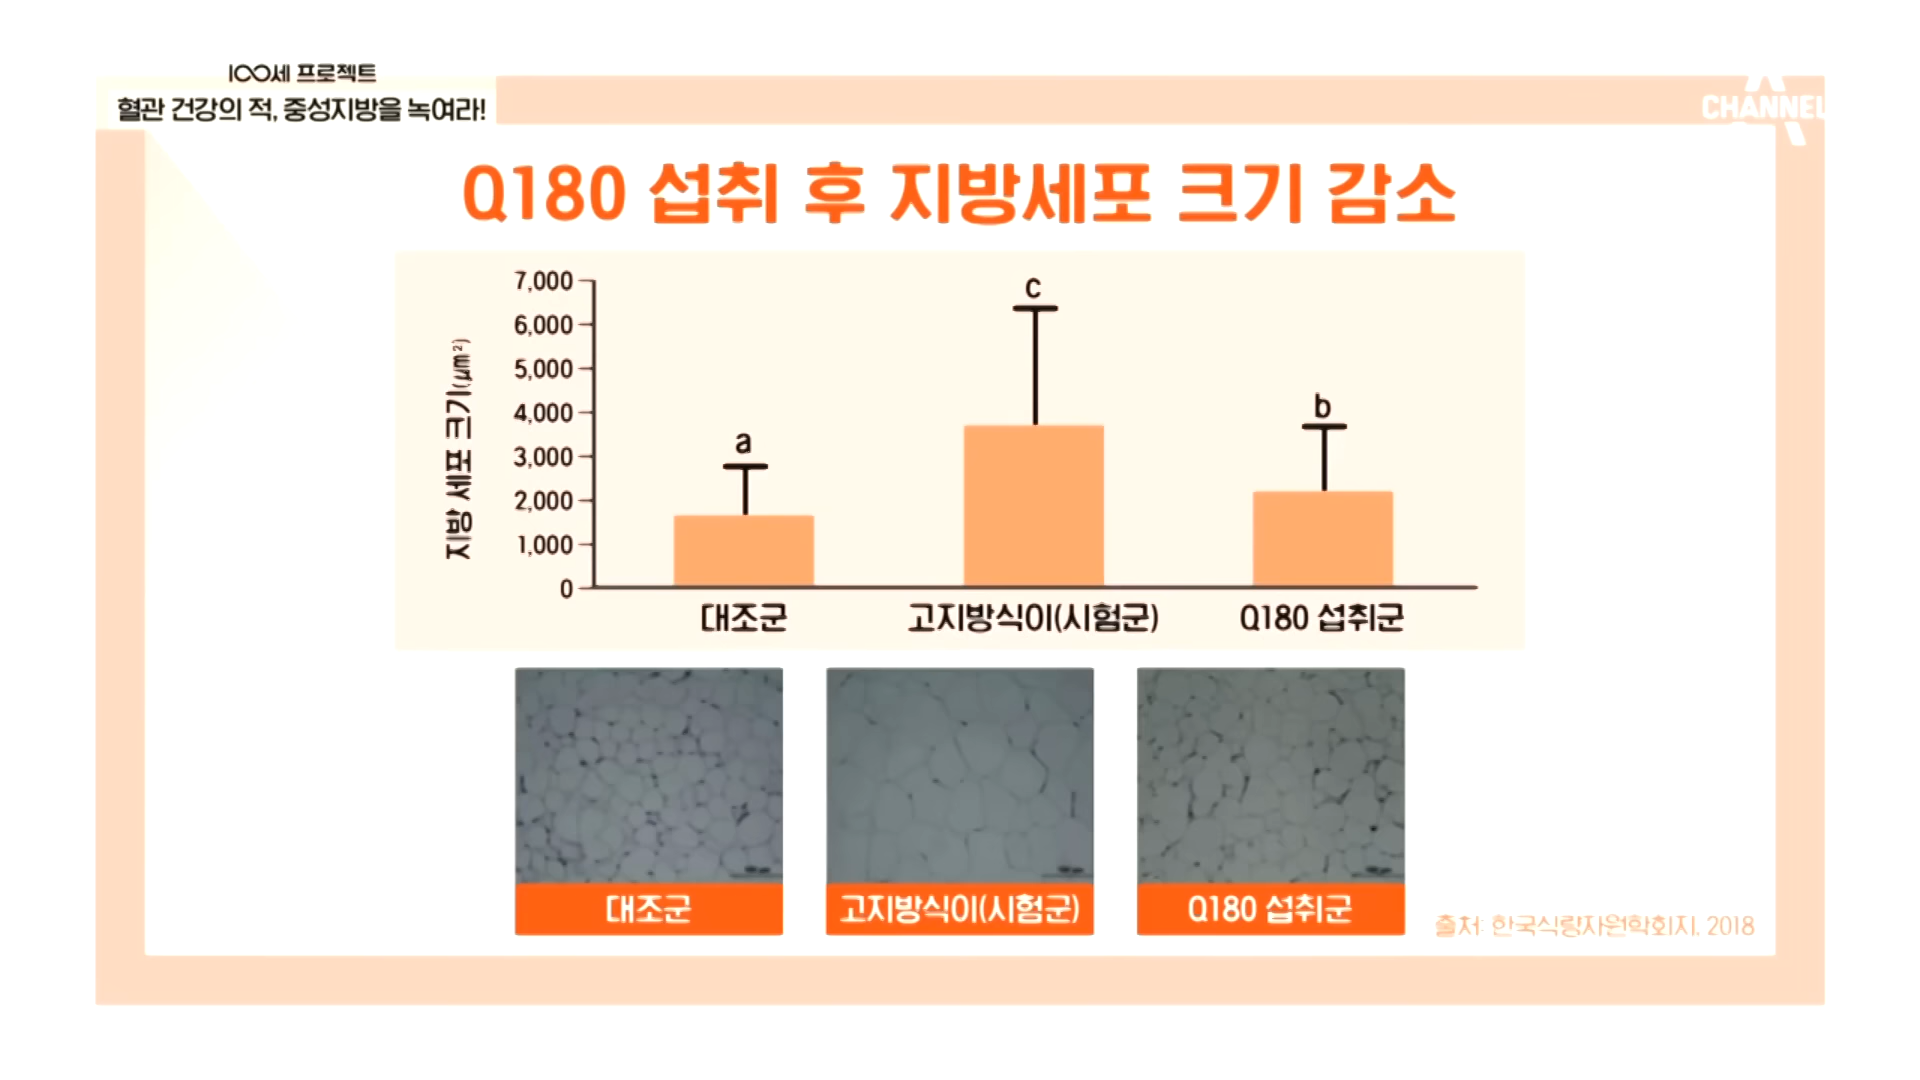 100세 프로젝트
혈관 건강의 적, 중성지방을 녹여라!
CHANNEL A
Q180 섭취 후 지방세포 크기 감소
지방 세포 크기(μm²)
7,000
6,000
5,000
4,000
3,000
2,000
1,000
0
a
c
b
대조군
고지방식이(시험군)
Q180 섭취군
대조군
고지방식이(시험군)
Q180 섭취군
출처: 한국식량자원학회지. 2018